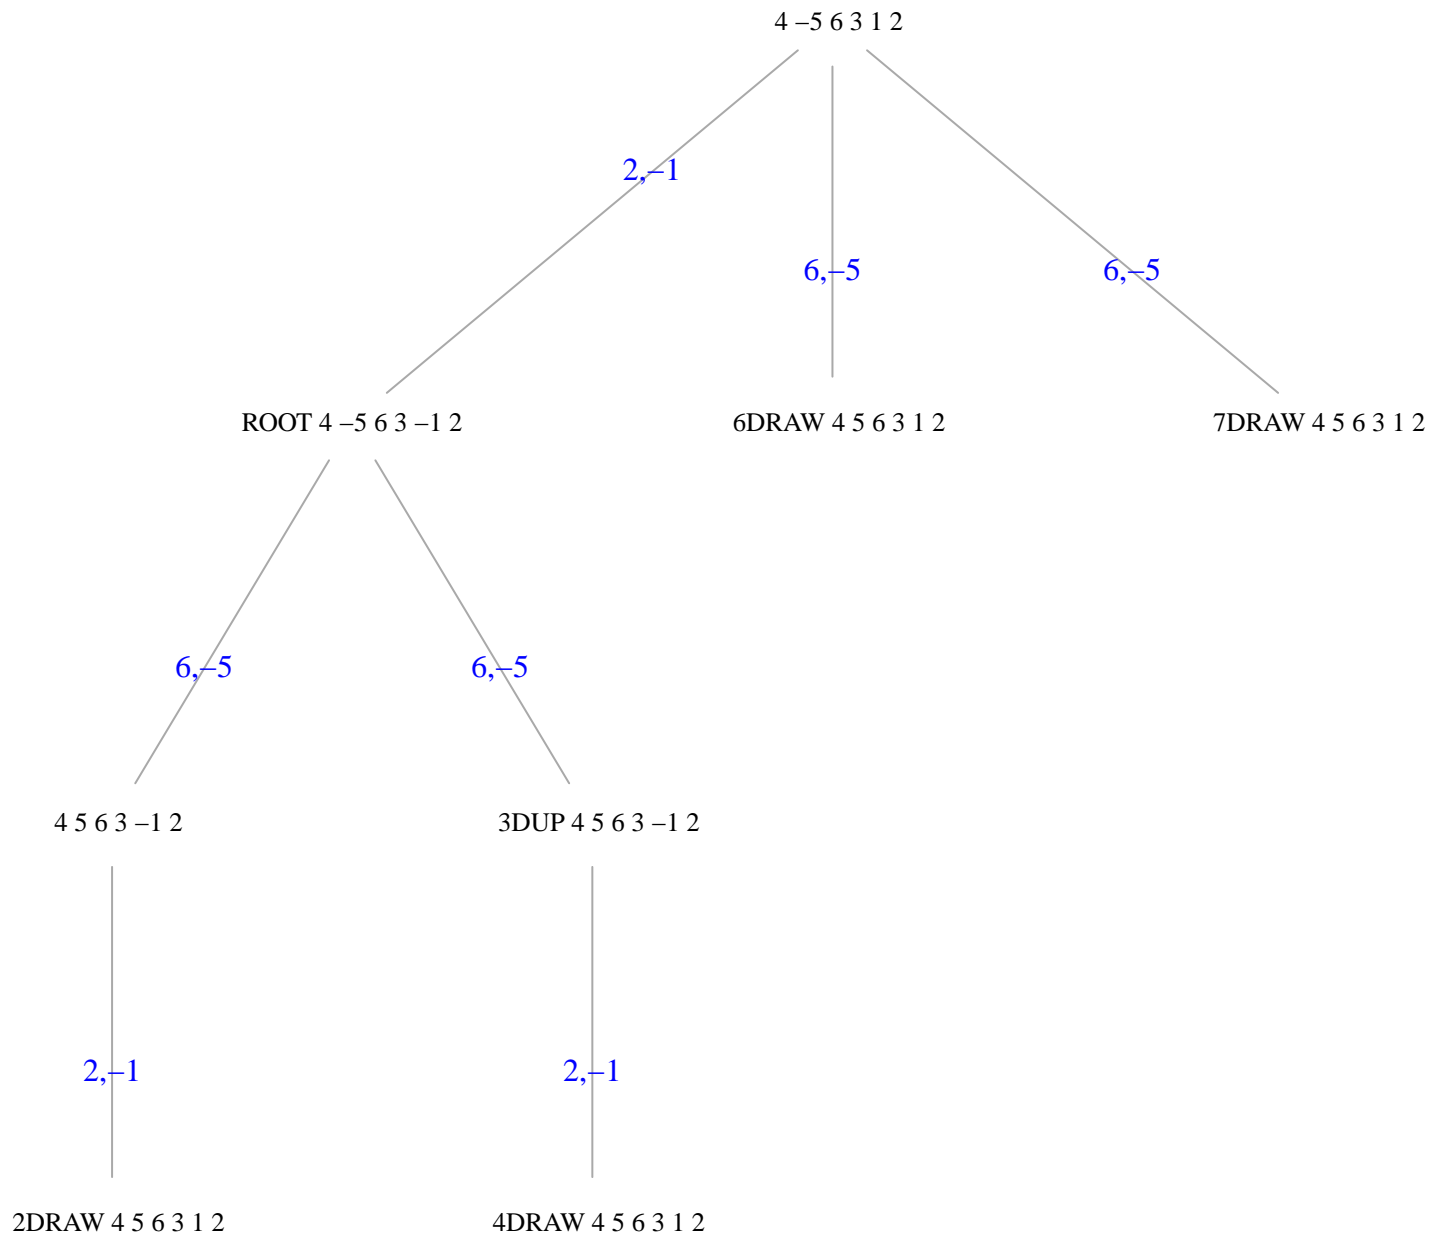 4 –5 6 3 1 2
2,–1
6,–5
6,–5
ROOT 4 –5 6 3 –1 2
6DRAW 4 5 6 3 1 2
7DRAW 4 5 6 3 1 2
6,–5
6,–5
4 5 6 3 –1 2
3DUP 4 5 6 3 –1 2
2,–1
2,–1
2DRAW 4 5 6 3 1 2
4DRAW 4 5 6 3 1 2